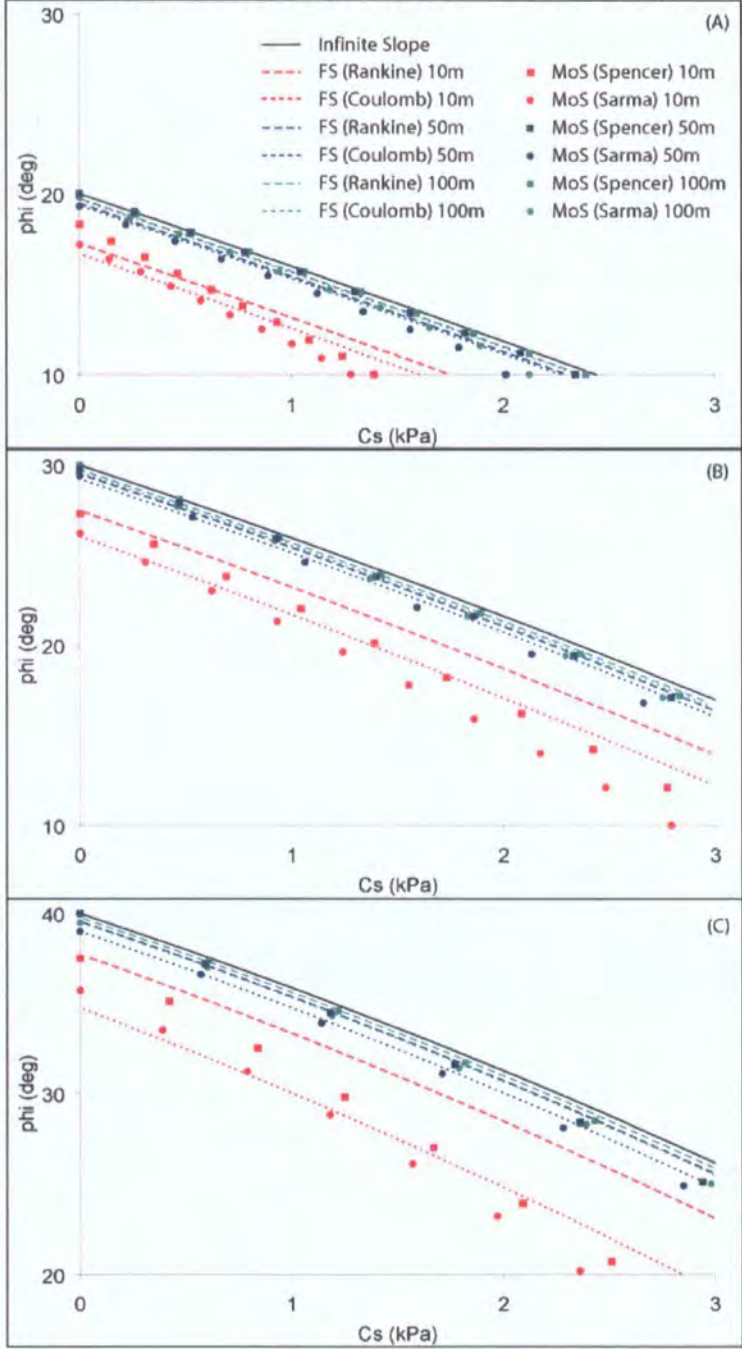 (A)
30
20
10
phi (deg)
Infinite Slope
FS (Rankine) 10m
FS (Coulomb) 10m
FS (Rankine) 50m
FS (Coulomb) 50m
FS (Rankine) 100m
FS (Coulomb) 100m
MoS (Spencer) 10m
MoS (Sarma) 10m
MoS (Spencer) 50m
MoS (Sarma) 50m
MoS (Spencer) 100m
MoS (Sarma) 100m
0 1 2 3
Cs (kPa)
(B)
30
20
10
phi (deg)
0 1 2 3
Cs (kPa)
(C)
40
30
20
phi (deg)
0 1 2 3
Cs (kPa)